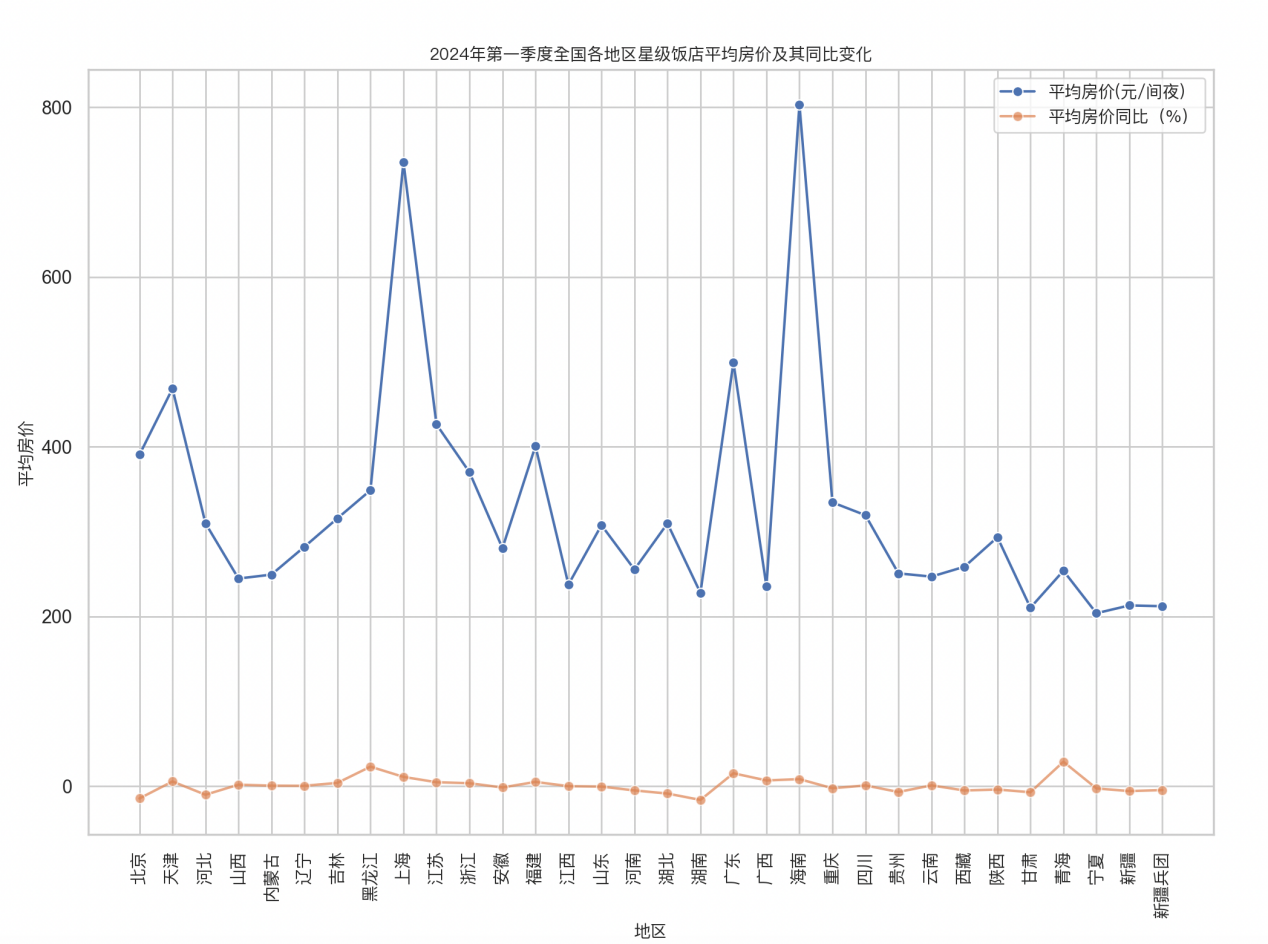 2024年第一季度全国各地区星级饭店平均房价及其同比变化
平均房价(元/间夜)
平均房价同比（%）
平均房价
800
600
400
200
0
北京
天津
河北
山西
内蒙古
辽宁
吉林
黑龙江
上海
江苏
浙江
安徽
福建
江西
山东
河南
湖北
湖南
广东
广西
海南
重庆
四川
贵州
云南
西藏
陕西
甘肃
青海
宁夏
新疆
新疆兵团
地区